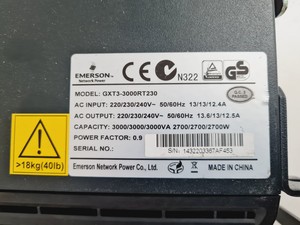 EMERSON
Network Power
N322
GS
MODEL: GXT3-3000RT230
AC INPUT: 220/230/240V~ 50/60Hz 13/13/12.4A
AC OUTPUT: 220/230/240V~ 50/60Hz 13.6/13/12.5A
CAPACITY: 3000/3000/3000VA 2700/2700/2700W
POWER FACTOR: 0.9
SERIAL NO.:
S/N: 1432203367AF453
Emerson Network Power Co., Ltd.
MADE IN CHINA
>18kg(40lb)